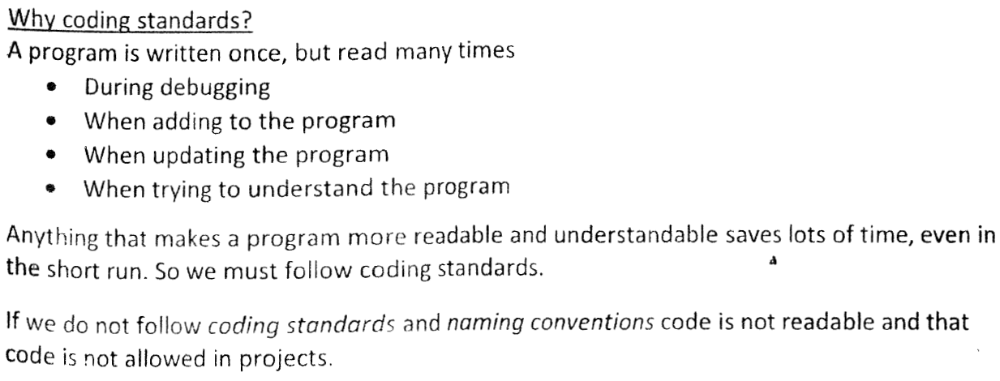 Why coding standards?
A program is written once, but read many times
• During debugging
• When adding to the program
• When updating the program
• When trying to understand the program
Anything that makes a program more readable and understandable saves lots of time, even in
the short run. So we must follow coding standards.
If we do not follow coding standards and naming conventions code is not readable and that
code is not allowed in projects.